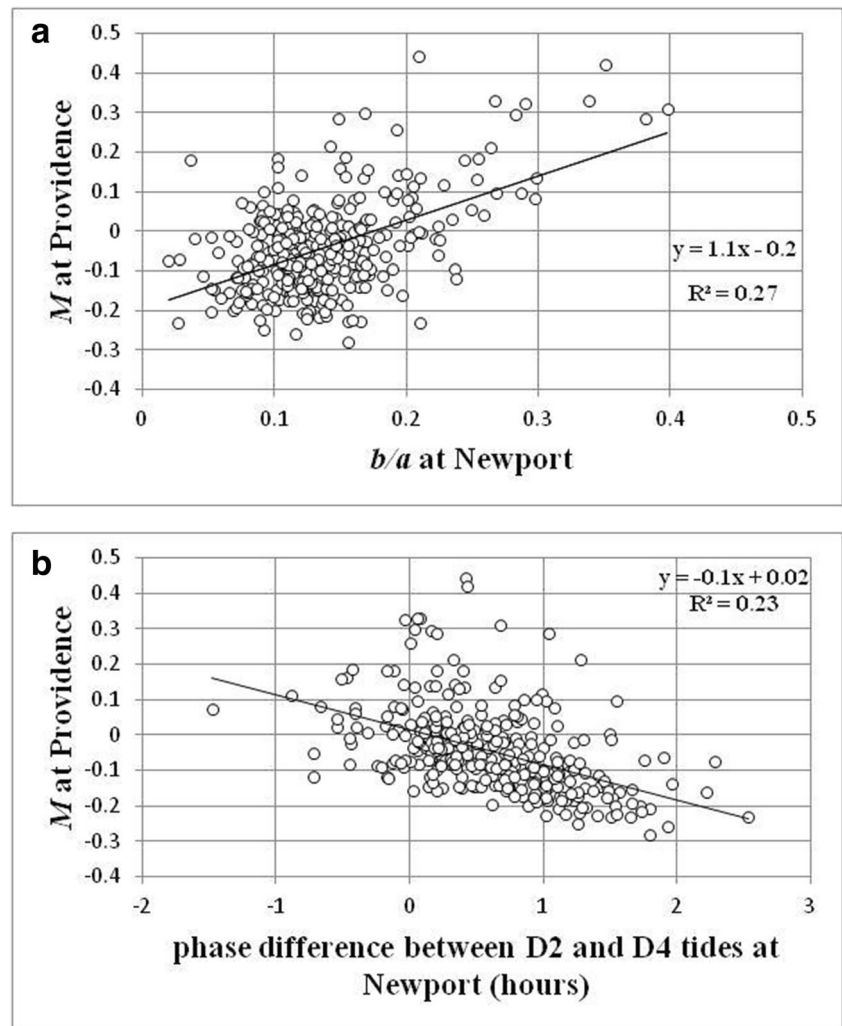 a
0.5
0.4
0.3
0.2
0.1
0
-0.1
-0.2
-0.3
-0.4
M at Providence
y = 1.1x - 0.2
R² = 0.27
0 0.1 0.2 0.3 0.4 0.5
b/a at Newport
b
0.5
0.4
0.3
0.2
0.1
0
-0.1
-0.2
-0.3
-0.4
M at Providence
y = -0.1x + 0.02
R² = 0.23
-2 -1 0 1 2 3
phase difference between D2 and D4 tides at
Newport (hours)